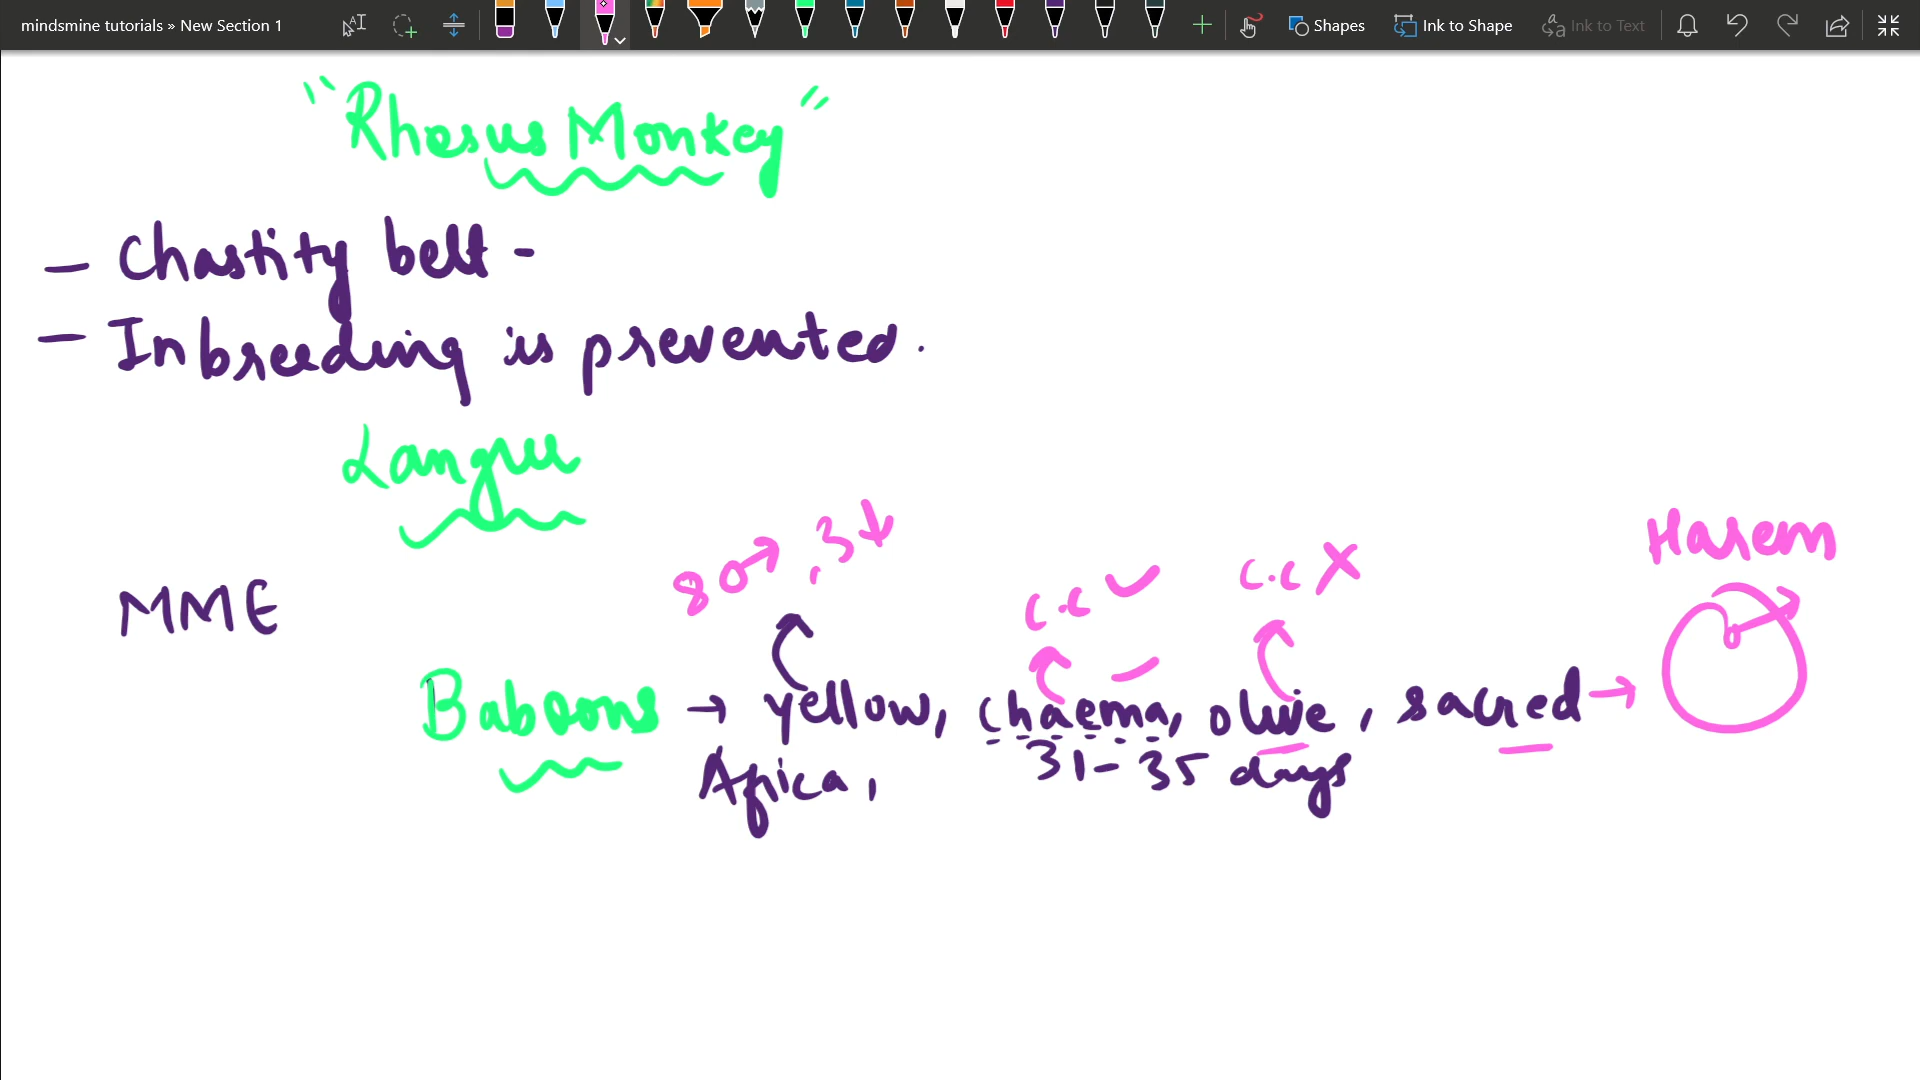 mindsmine tutorials » New Section 1
Shapes
Ink to Shape
Ink to Text
"Rhesus Monkey"
- Chastity belt -
- Inbreeding is prevented.
Langur
8 ♂, 3 ↓
c.c ✓
c.c X
Harem
MME
Baboons → yellow, chaema, olive, sacred →
Africa,
31-35 days